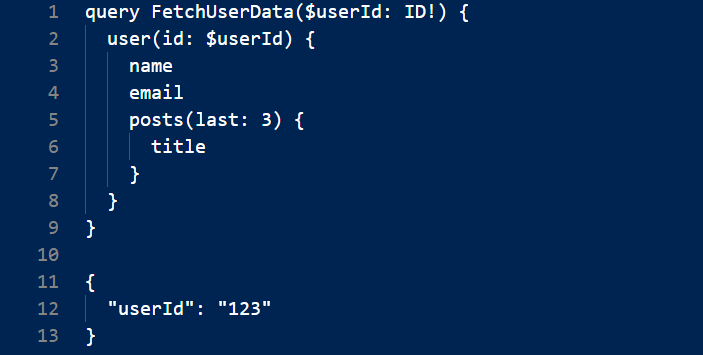 1 query FetchUserData($userId: ID!) {
2   user(id: $userId) {
3     name
4     email
5     posts(last: 3) {
6       title
7     }
8   }
9 }
10
11 {
12   "userId": "123"
13 }